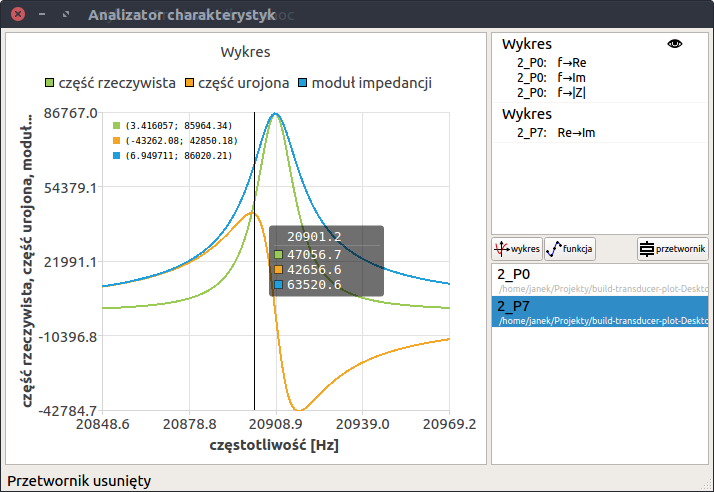 Analizator charakterystyk
Wykres
część rzeczywista część urojona moduł impedancji
część rzeczywista, część urojona, moduł...
86767.0
54379.1
21991.1
-10396.8
-42784.7
(3.416057; 85964.34)
(-43262.08; 42850.18)
(6.949711; 86020.21)
20901.2
47056.7
42656.6
63520.6
20848.6 20878.8 20908.9 20939.0 20969.2
częstotliwość [Hz]
Wykres
2_P0: f→Re
2_P0: f→Im
2_P0: f→|Z|
Wykres
2_P7: Re→Im
wykres funkcja przetwornik
2_P0
/home/janek/Projekty/build-transducer-plot-Deskto
2_P7
/home/janek/Projekty/build-transducer-plot-Deskto
Przetwornik usunięty